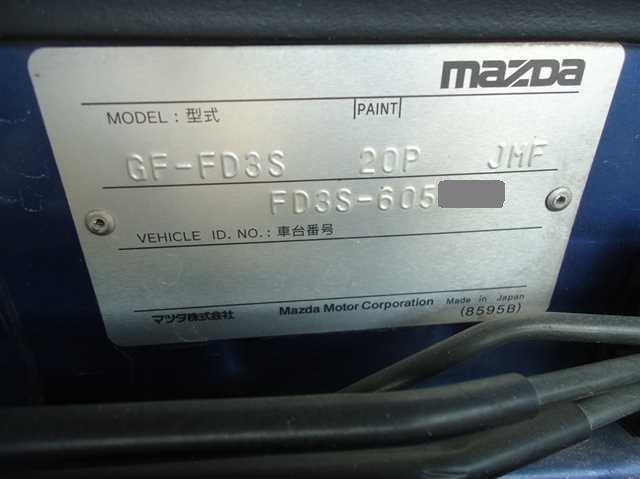 mazda
MODEL : 型式 PAINT
GF-FD3S 20P JMF
FD3S-605
VEHICLE ID. NO. : 車台番号
マツダ株式会社 Mazda Motor Corporation Made in Japan
(8595B)